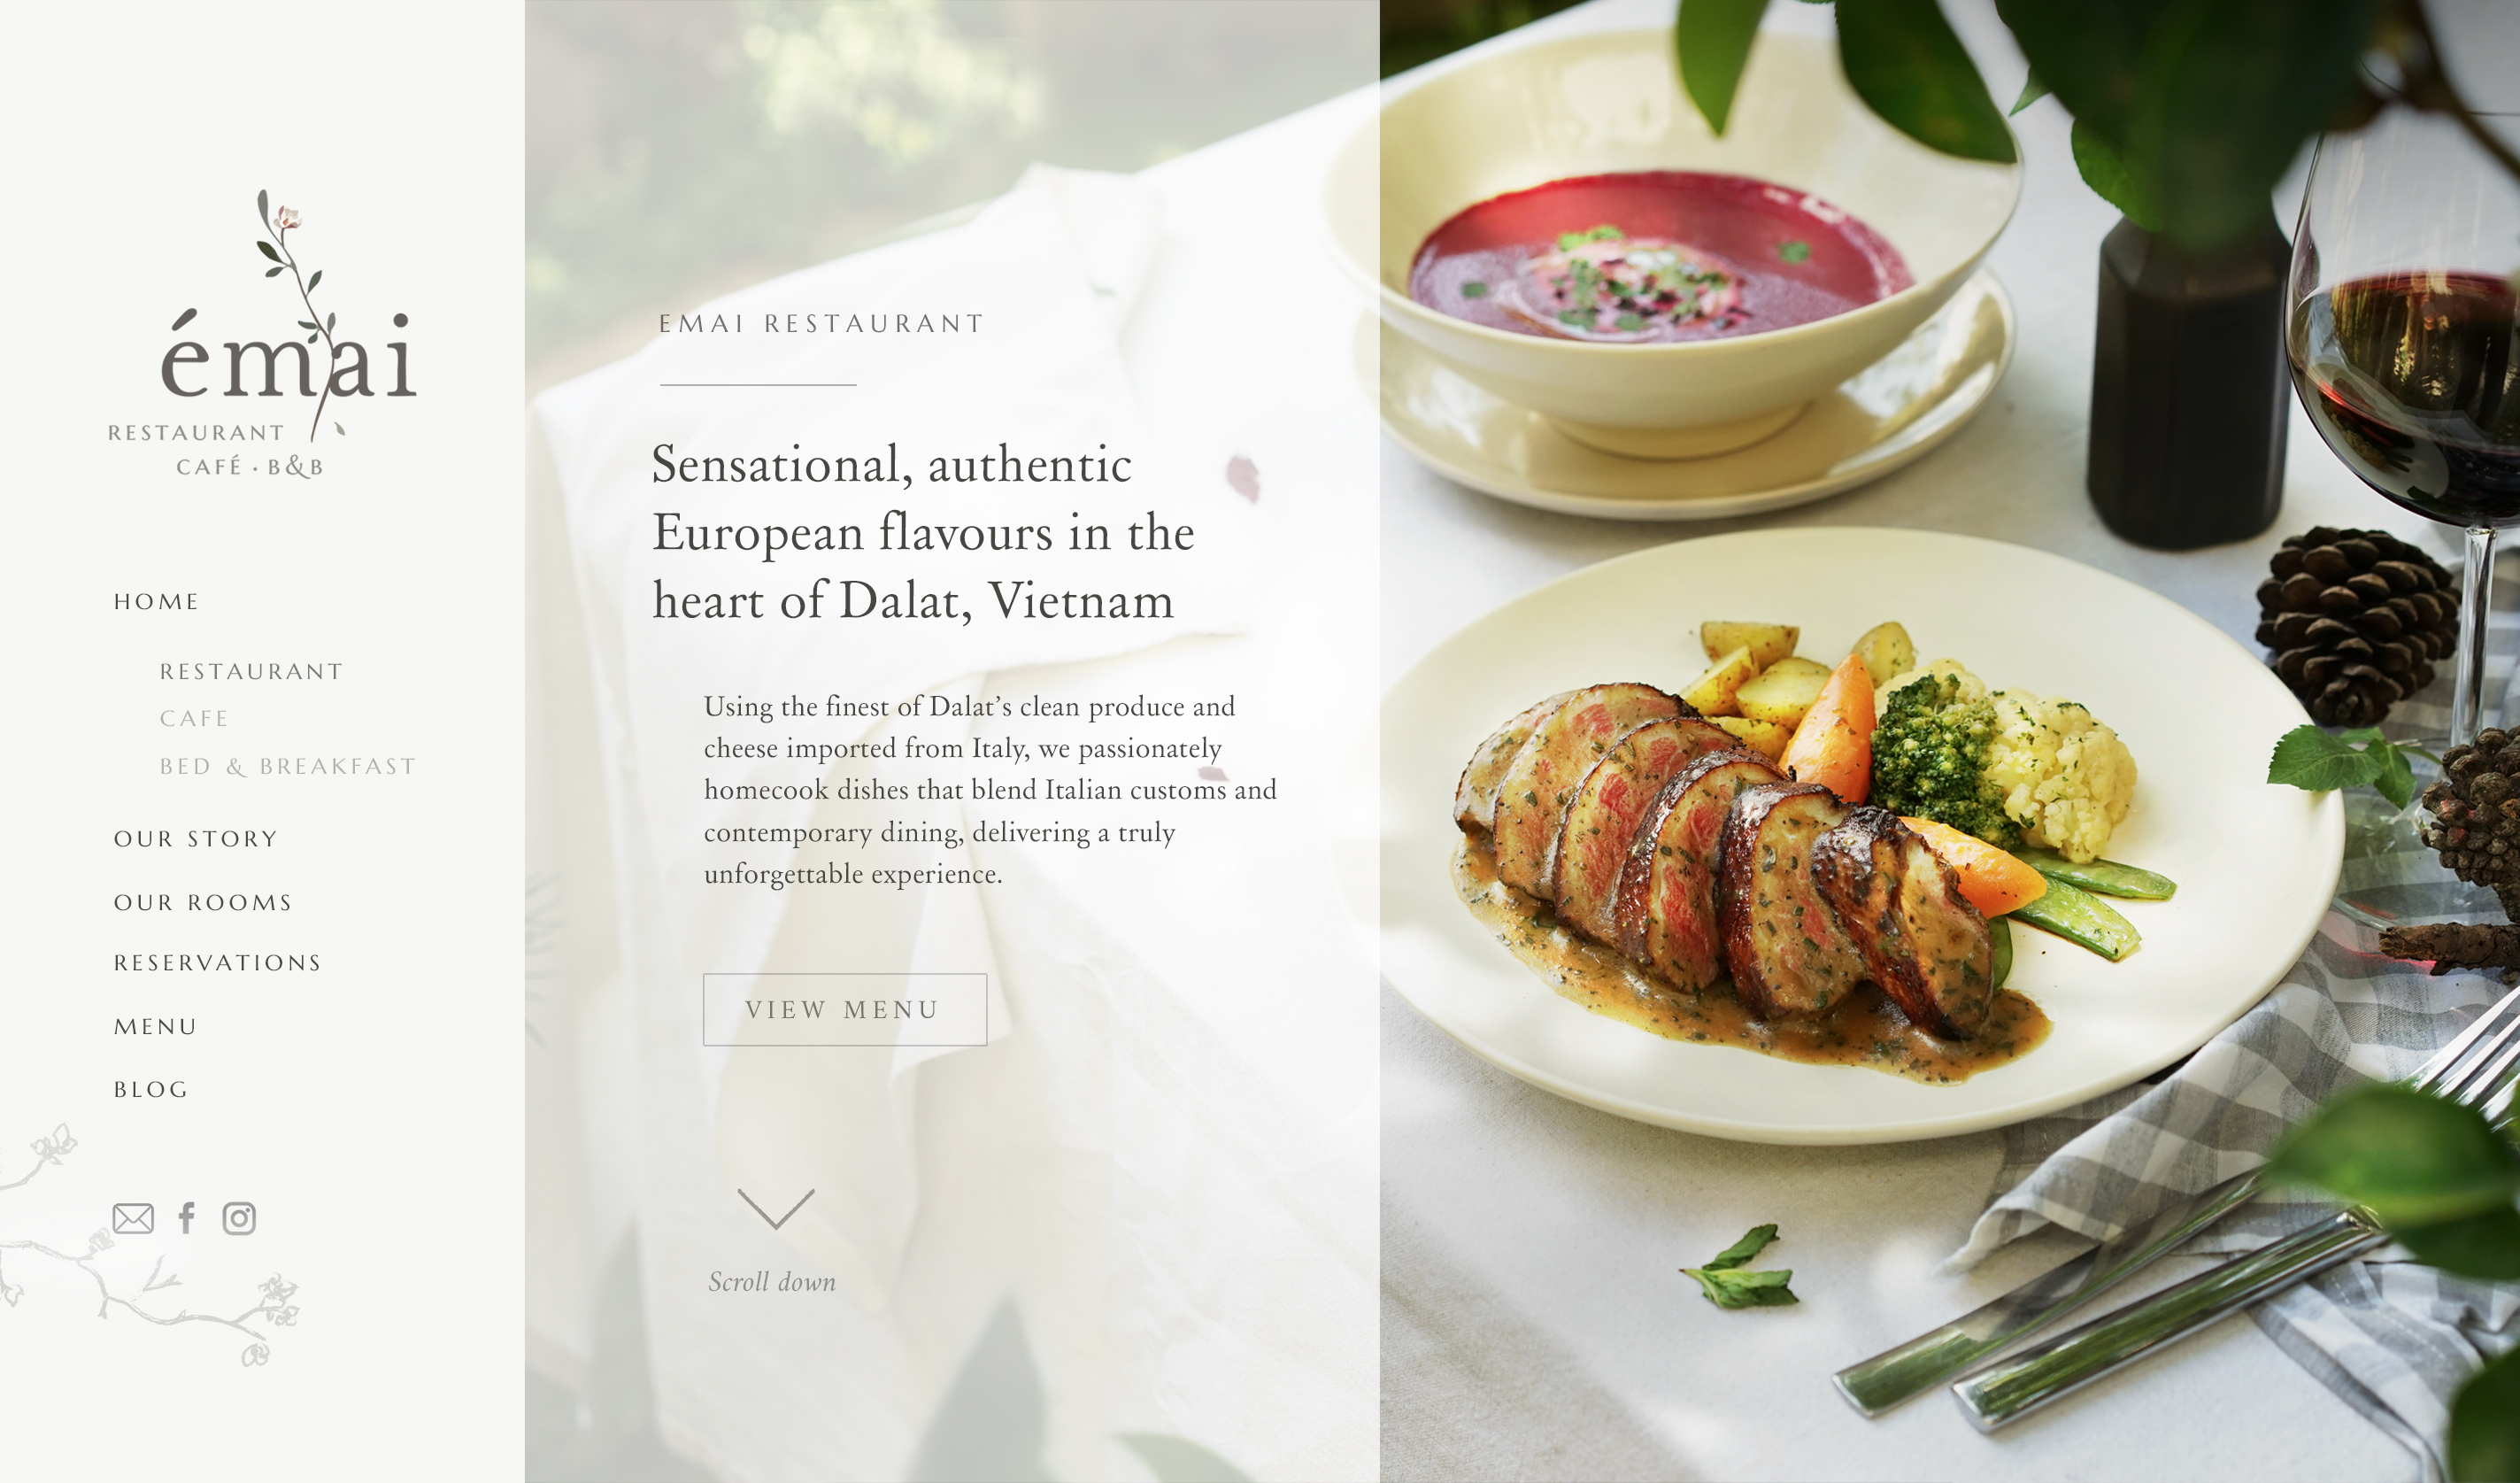 émai
RESTAURANT
CAFÉ · B&B
HOME
RESTAURANT
CAFE
BED & BREAKFAST
OUR STORY
OUR ROOMS
RESERVATIONS
MENU
BLOG
EMAI RESTAURANT
Sensational, authentic
European flavours in the
heart of Dalat, Vietnam
Using the finest of Dalat’s clean produce and
cheese imported from Italy, we passionately
homecook dishes that blend Italian customs and
contemporary dining, delivering a truly
unforgettable experience.
VIEW MENU
Scroll down